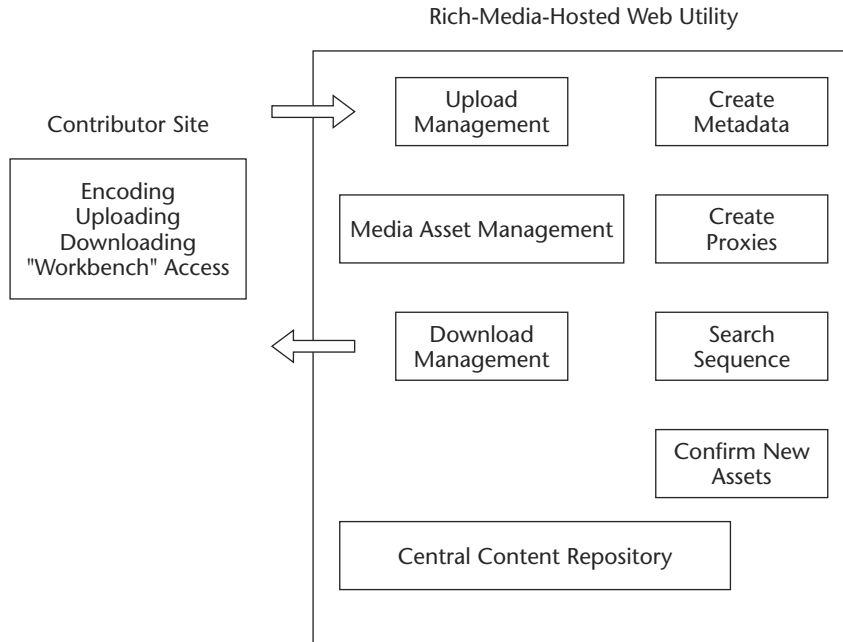 Rich-Media-Hosted Web Utility
Contributor Site
Encoding
Uploading
Downloading
"Workbench" Access
Upload
Management
Create
Metadata
Media Asset Management
Create
Proxies
Download
Management
Search
Sequence
Confirm New
Assets
Central Content Repository